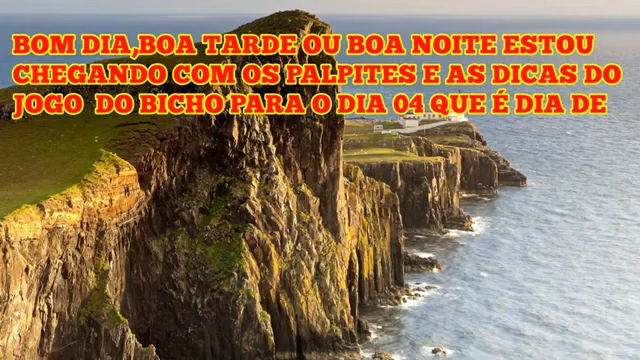 BOM DIA,BOA TARDE OU BOA NOITE ESTOU
CHEGANDO COM OS PALPITES E AS DICAS DO
JOGO  DO BICHO PARA O DIA 04 QUE É DIA DE